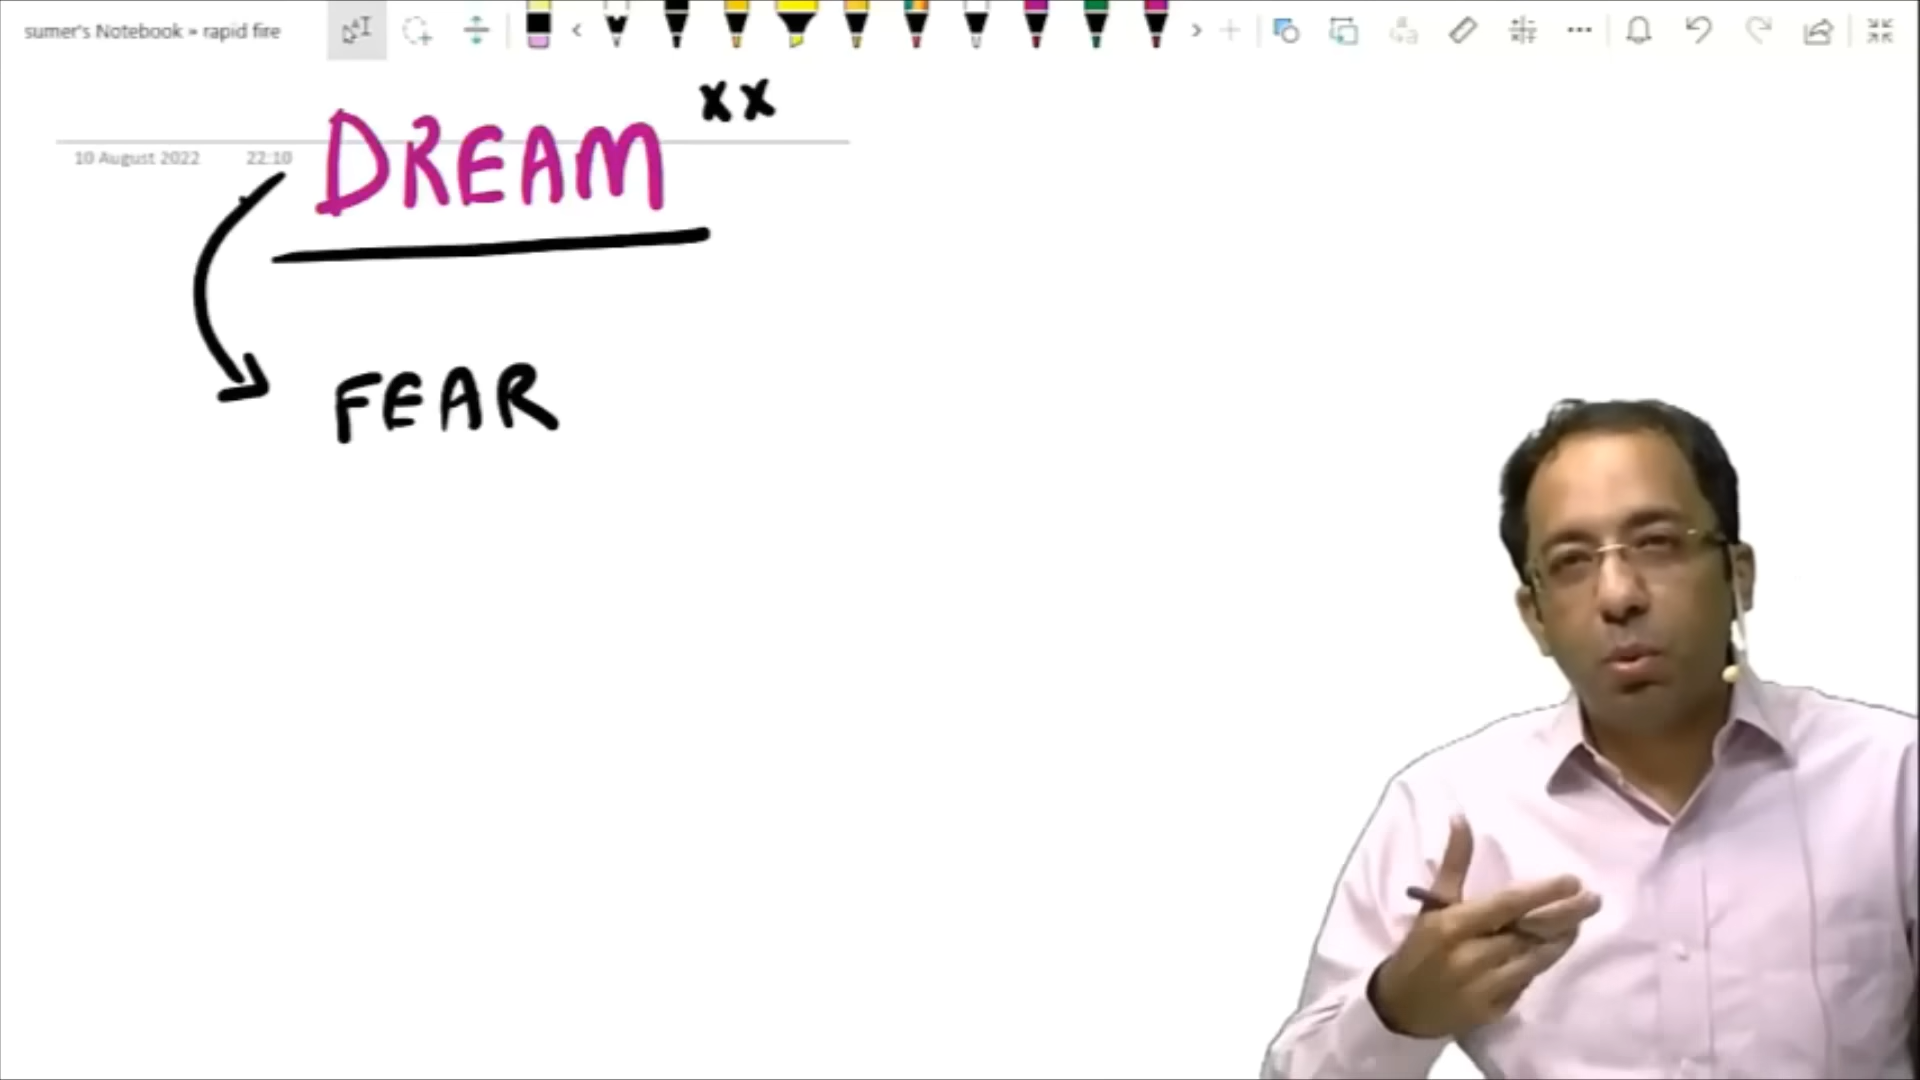 sumer's Notebook » rapid fire
xx
DREAM
10 August 2022 22:10
FEAR